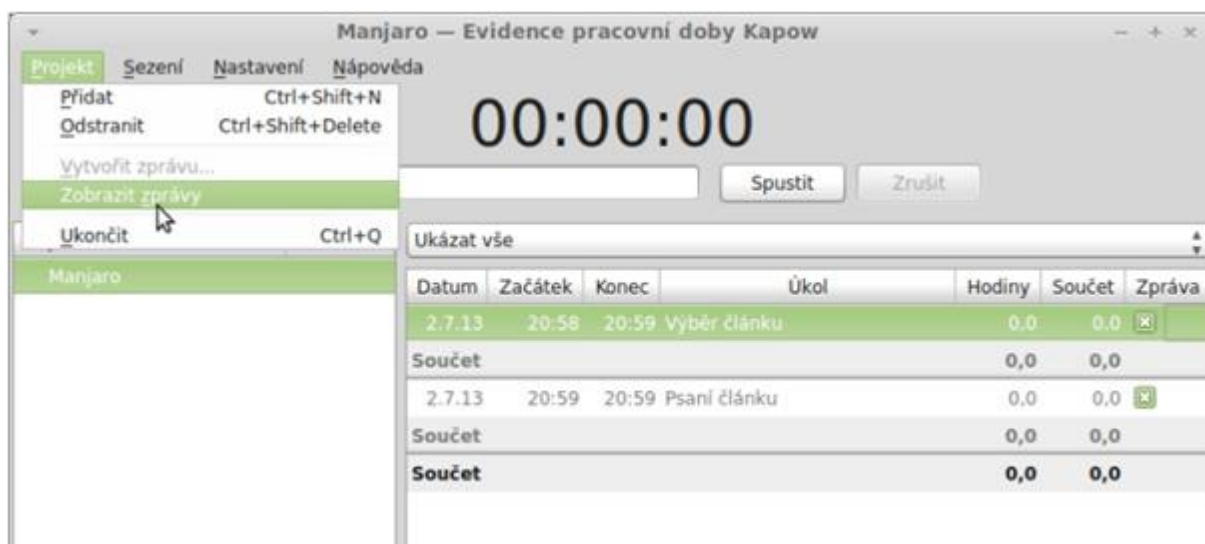 Manjaro — Evidence pracovní doby Kapow
Projekt Sezení Nastavení Nápověda
Přidat Ctrl+Shift+N
Odstranit Ctrl+Shift+Delete
00:00:00
Vytvořit zprávu...
Zobrazit zprávy
Spustit Zrušit
Ukončit Ctrl+Q
Ukázat vše
Manjaro
Datum Začátek Konec Úkol Hodiny Součet Zpráva
2.7.13 20:58 20:59 Výběr článku 0,0 0,0
Součet 0,0 0,0
2.7.13 20:59 20:59 Psaní článku 0,0 0,0
Součet 0,0 0,0
Součet 0,0 0,0